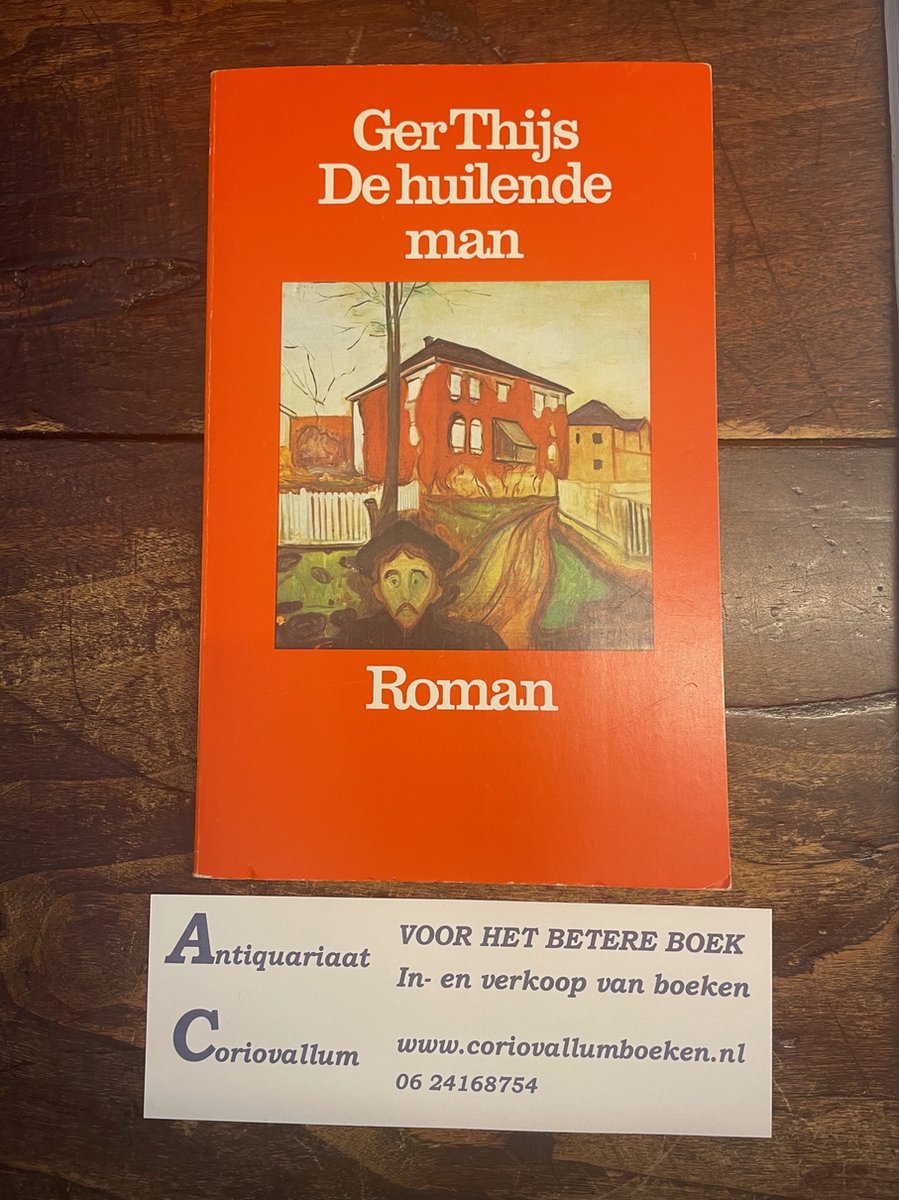 Ger Thijs
De huilende
man
Roman
Antiquariaat
Coriovallum
VOOR HET BETERE BOEK
In- en verkoop van boeken
www.coriovallumboeken.nl
06 24168754